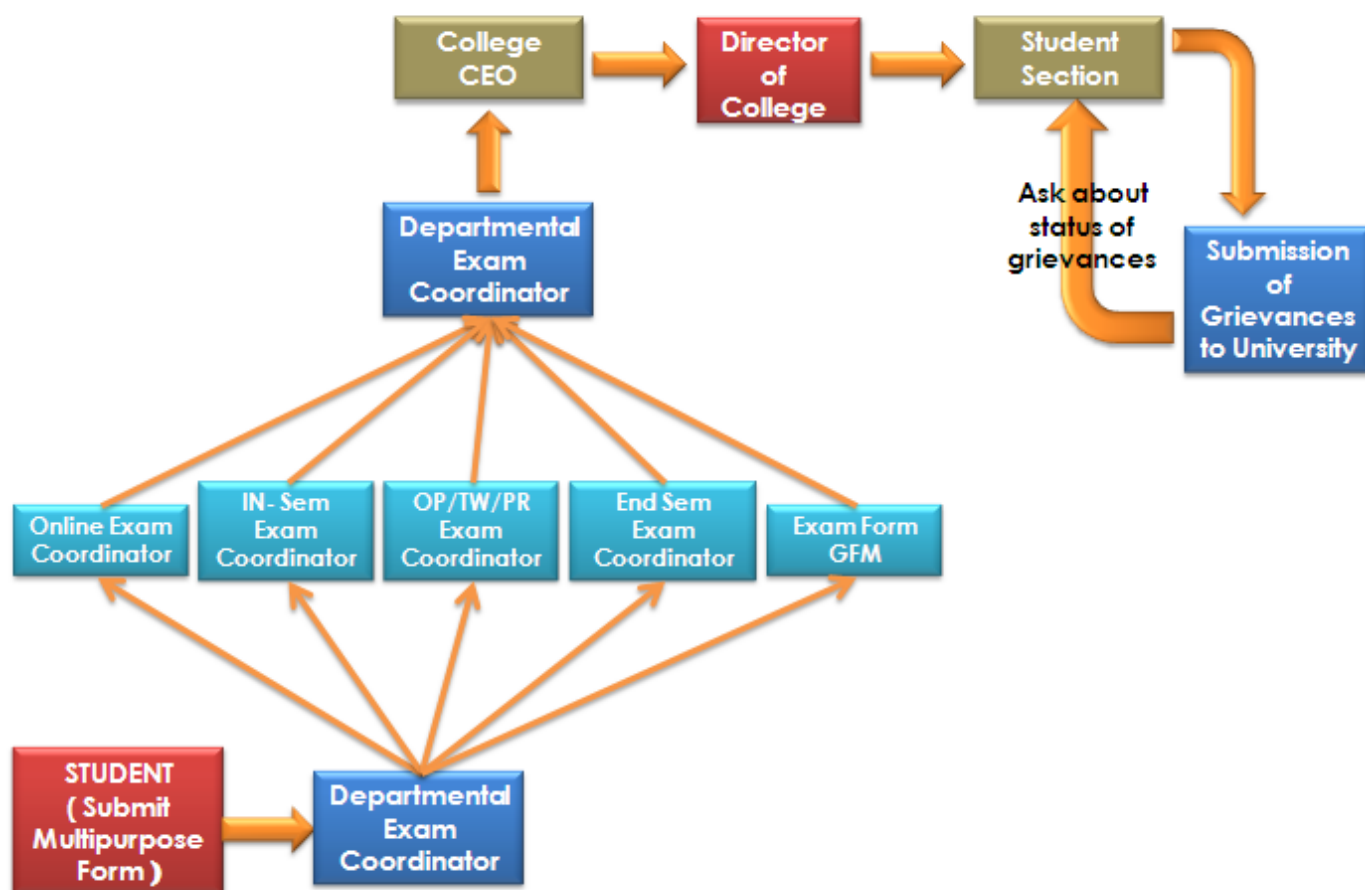 College
CEO
Director
of
College
Student
Section
Ask about
status of
grievances
Submission
of
Grievances
to University
Departmental
Exam
Coordinator
Online Exam
Coordinator
IN- Sem
Exam
Coordinator
OP/TW/PR
Exam
Coordinator
End Sem
Exam
Coordinator
Exam Form
GFM
STUDENT
( Submit
Multipurpose
Form )
Departmental
Exam
Coordinator